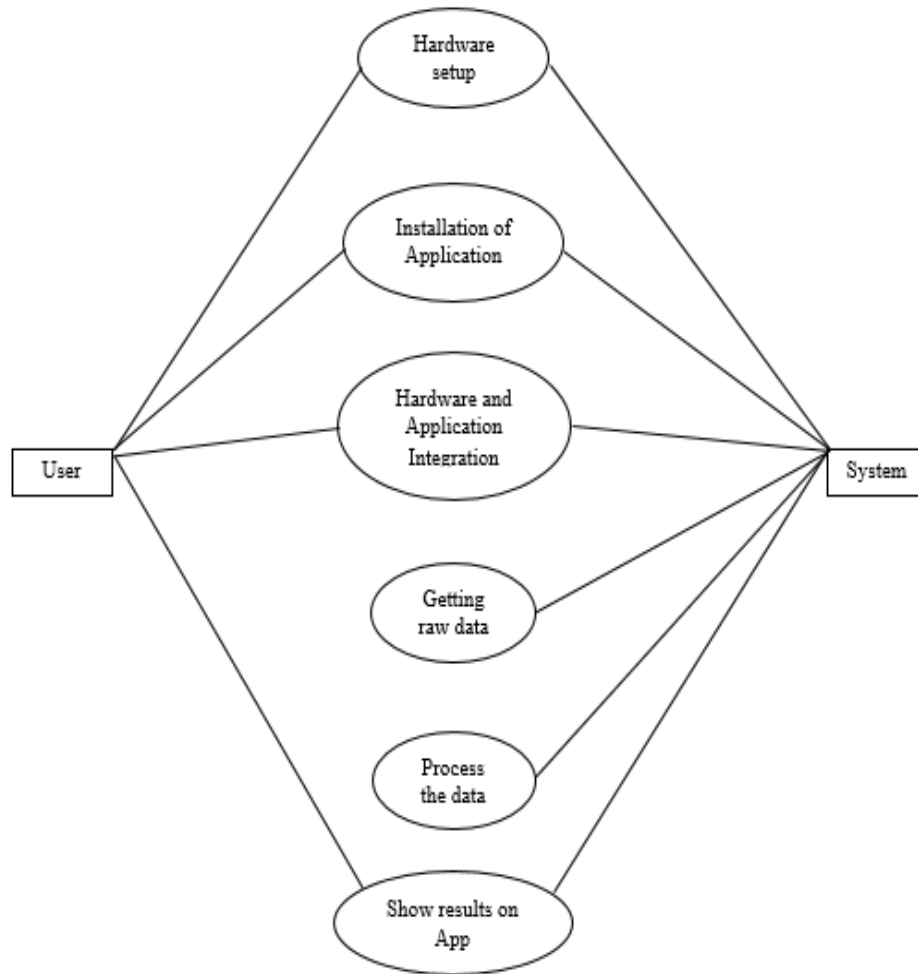 Hardware
setup
Installation of
Application
Hardware and
Application
Integration
User
System
Getting
raw data
Process
the data
Show results on
App